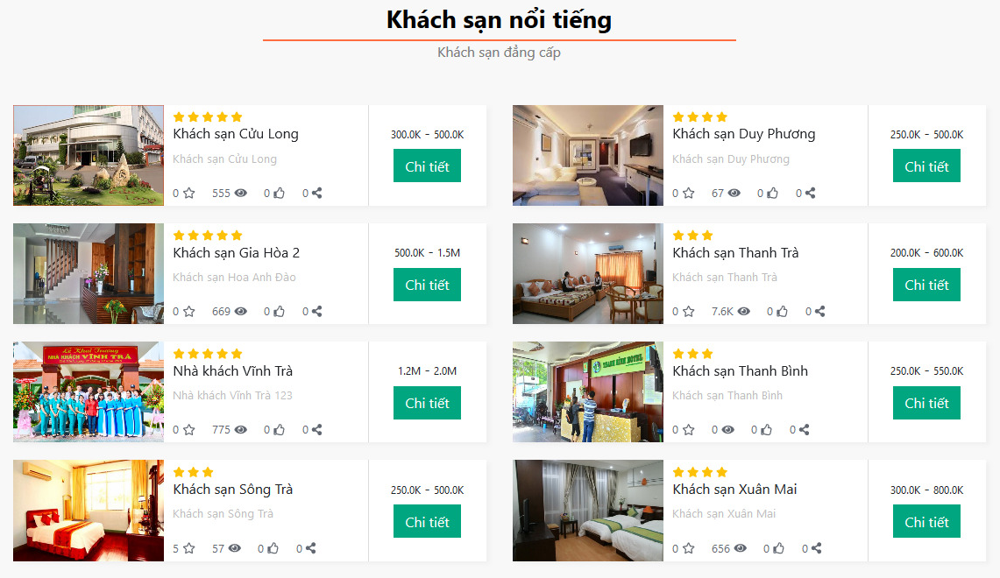 Khách sạn nổi tiếng
Khách sạn đẳng cấp
Khách sạn Cửu Long
Khách sạn Cửu Long
0 555 0 0
300.0K - 500.0K
Chi tiết
Khách sạn Duy Phương
Khách sạn Duy Phương
0 67 0 0
250.0K - 500.0K
Chi tiết
Khách sạn Gia Hòa 2
Khách sạn Hoa Anh Đào
0 669 0 0
500.0K - 1.5M
Chi tiết
Khách sạn Thanh Trà
Khách sạn Thanh Trà
0 7.6K 0 0
200.0K - 600.0K
Chi tiết
Lễ Khai Trương
NHÀ KHÁCH VĨNH TRÀ
Nhà khách Vĩnh Trà
Nhà khách Vĩnh Trà 123
0 775 0 0
1.2M - 2.0M
Chi tiết
THANH BÌNH HOTEL
Khách sạn Thanh Bình
Khách sạn Thanh Bình
0 0 0 0
250.0K - 550.0K
Chi tiết
Khách sạn Sông Trà
Khách sạn Sông Trà
5 57 0 0
250.0K - 500.0K
Chi tiết
Khách sạn Xuân Mai
Khách sạn Xuân Mai
0 656 0 0
300.0K - 800.0K
Chi tiết